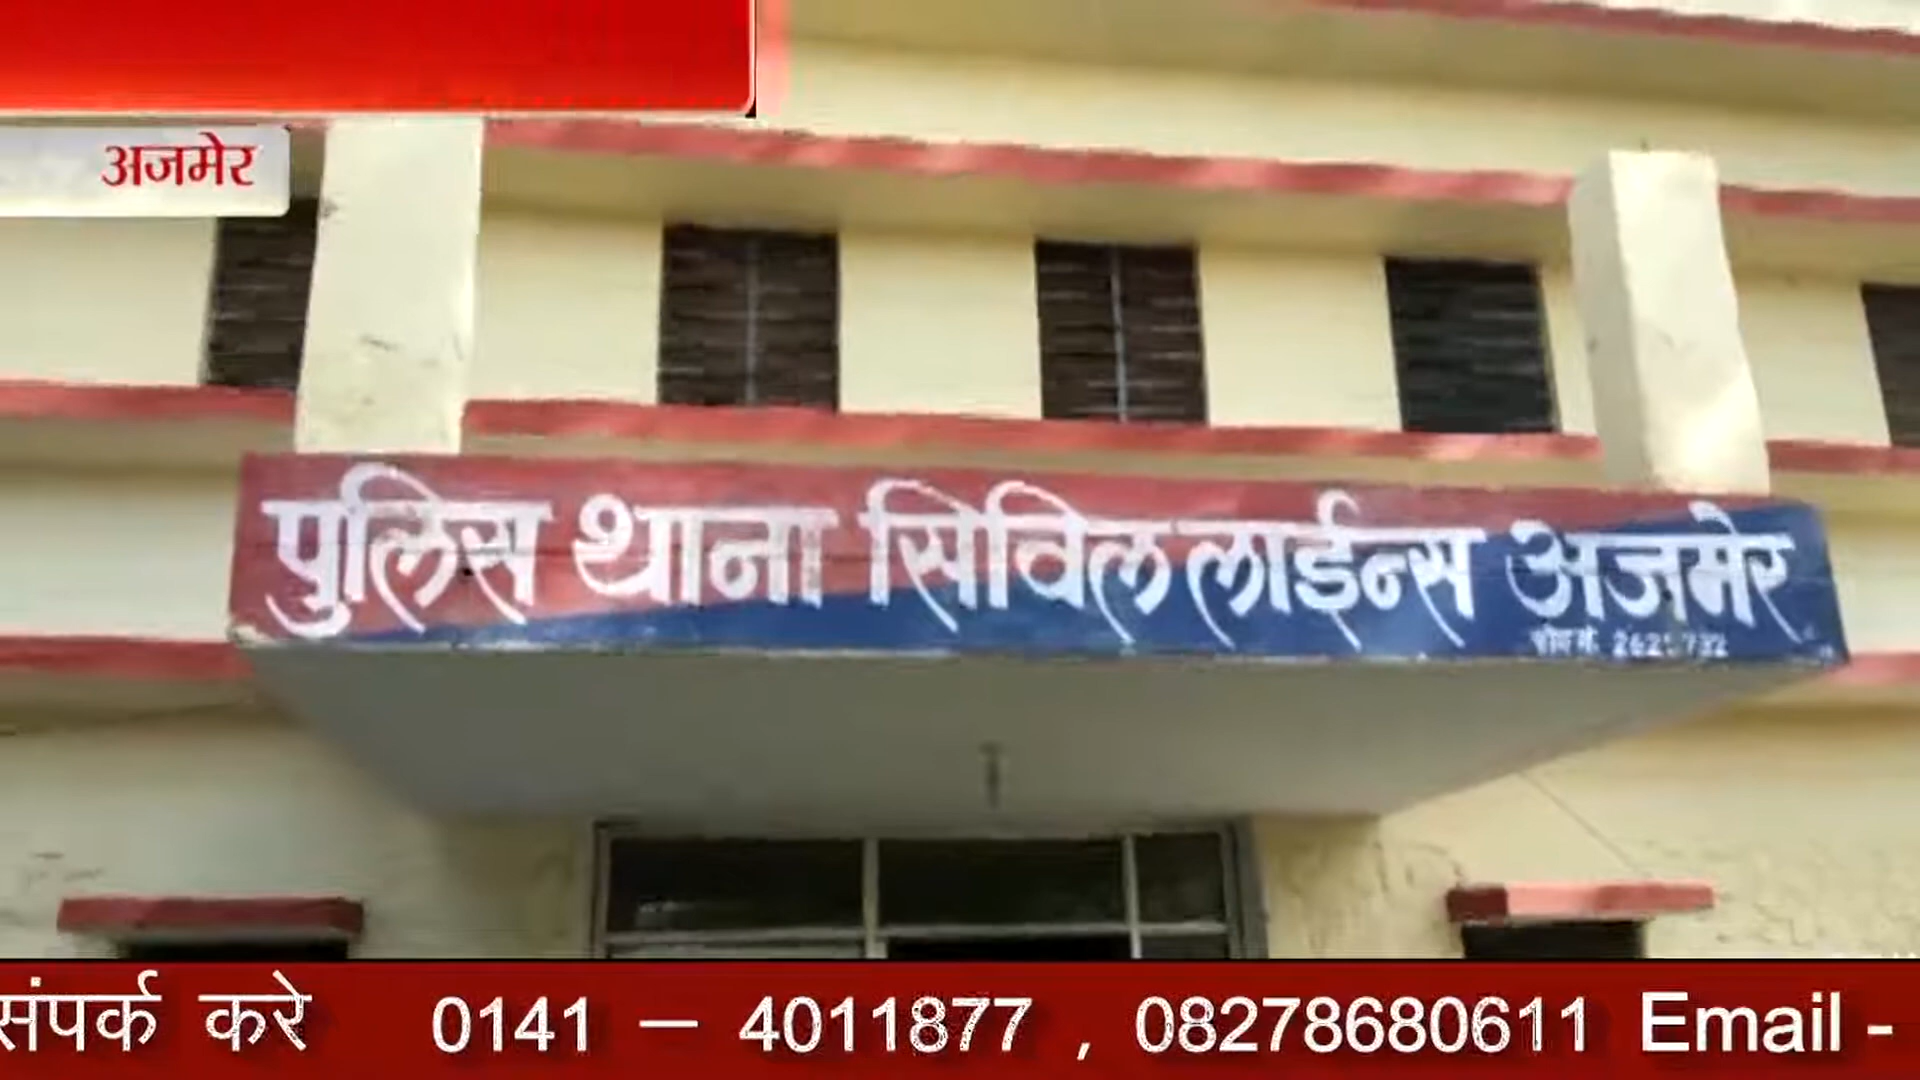 अजमेर
पुलिस थाना सिविल लाईन्स अजमेर
संपर्क करे 0141 – 4011877 , 08278680611 Email -